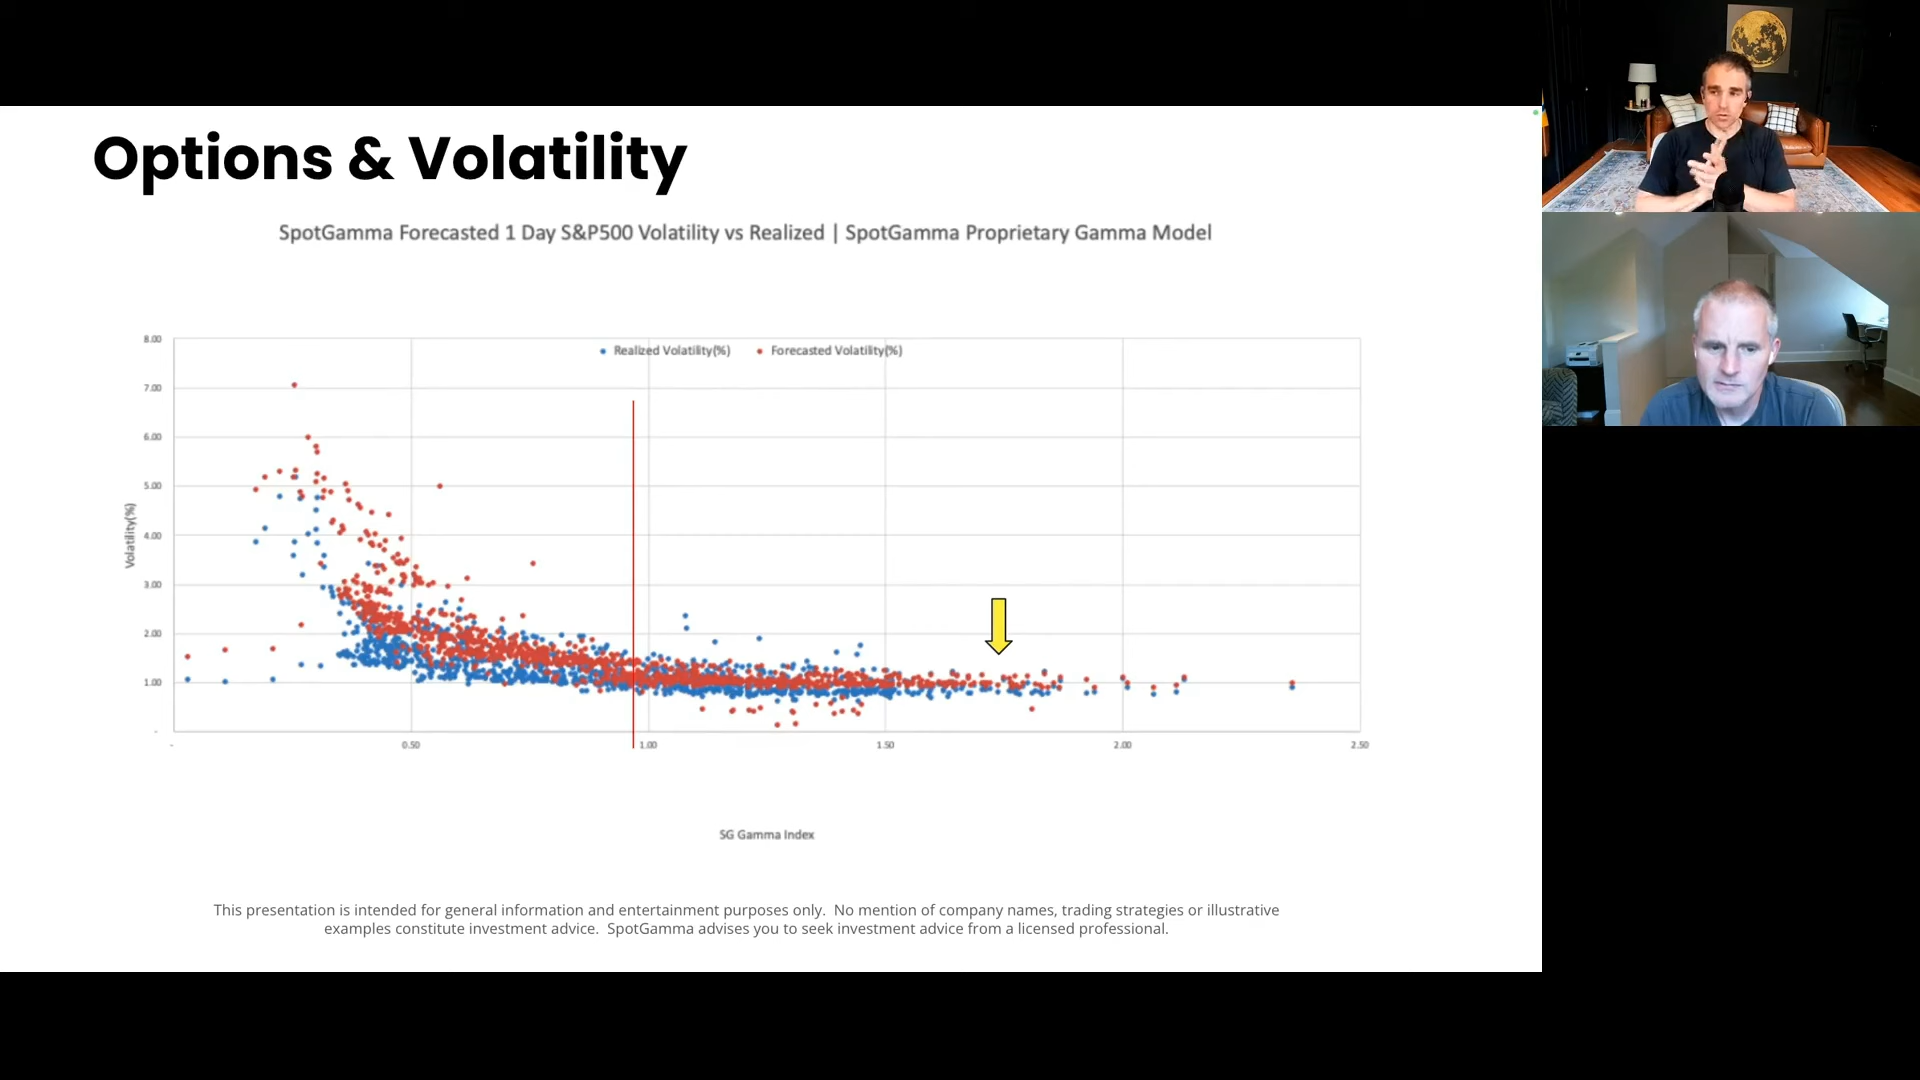 Options & Volatility
SpotGamma Forecasted 1 Day S&P500 Volatility vs Realized | SpotGamma Proprietary Gamma Model
Realized Volatility(%)
Forecasted Volatility(%)
8.00
7.00
6.00
5.00
4.00
3.00
2.00
1.00
-
Volatility(%)
-
0.50
1.00
1.50
2.00
2.50
SG Gamma Index
This presentation is intended for general information and entertainment purposes only. No mention of company names, trading strategies or illustrative
examples constitute investment advice. SpotGamma advises you to seek investment advice from a licensed professional.